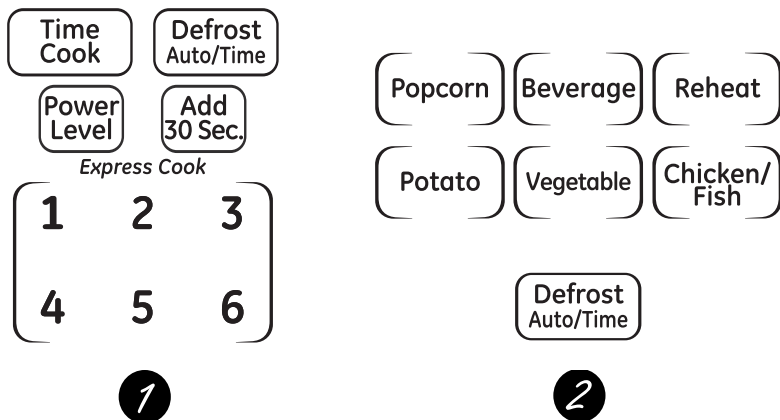 Time
Cook
Defrost
Auto/Time
Power
Level
Add
30 Sec.
Express Cook
1 2 3
4 5 6
1
Popcorn
Beverage
Reheat
Potato
Vegetable
Chicken/
Fish
Defrost
Auto/Time
2